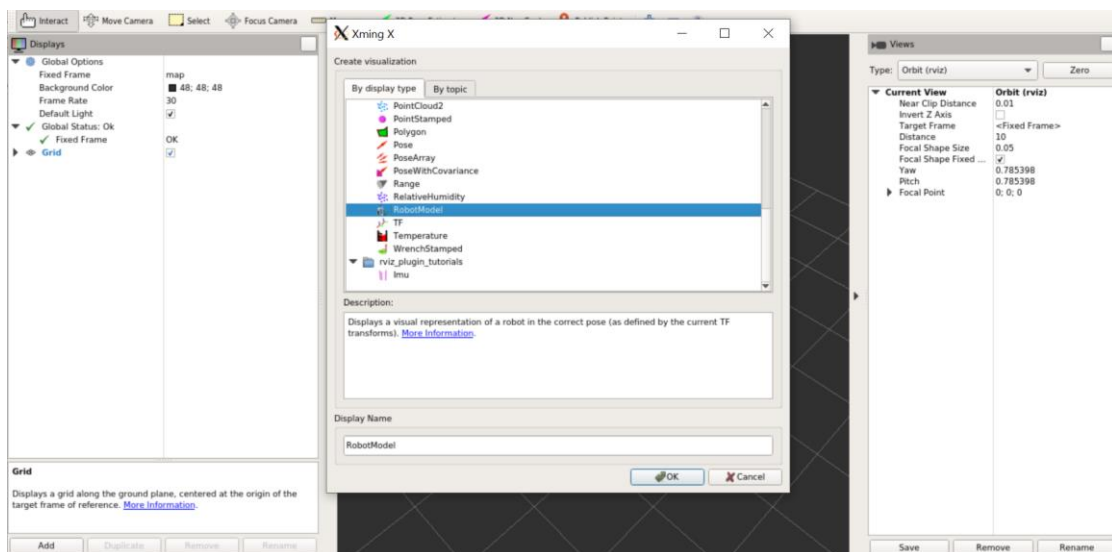 Interact Move Camera Select Focus Camera
Displays
Global Options
Fixed Frame map
Background Color 48; 48; 48
Frame Rate 30
Default Light
Global Status: Ok
Fixed Frame OK
Grid
Grid
Displays a grid along the ground plane, centered at the origin of the
target frame of reference. More Information.
Add Duplicate Remove Rename
Xming X
Create visualization
By display type By topic
PointCloud2
PointStamped
Polygon
Pose
PoseArray
PoseWithCovariance
Range
RelativeHumidity
RobotModel
TF
Temperature
WrenchStamped
rviz_plugin_tutorials
Imu
Description:
Displays a visual representation of a robot in the correct pose (as defined by the current TF
transforms). More Information.
Display Name
RobotModel
OK Cancel
Views
Type: Orbit (rviz) Zero
Current View Orbit (rviz)
Near Clip Distance 0.01
Invert Z Axis
Target Frame <Fixed Frame>
Distance 10
Focal Shape Size 0.05
Focal Shape Fixed ...
Yaw 0.785398
Pitch 0.785398
Focal Point 0; 0; 0
Save Remove Rename